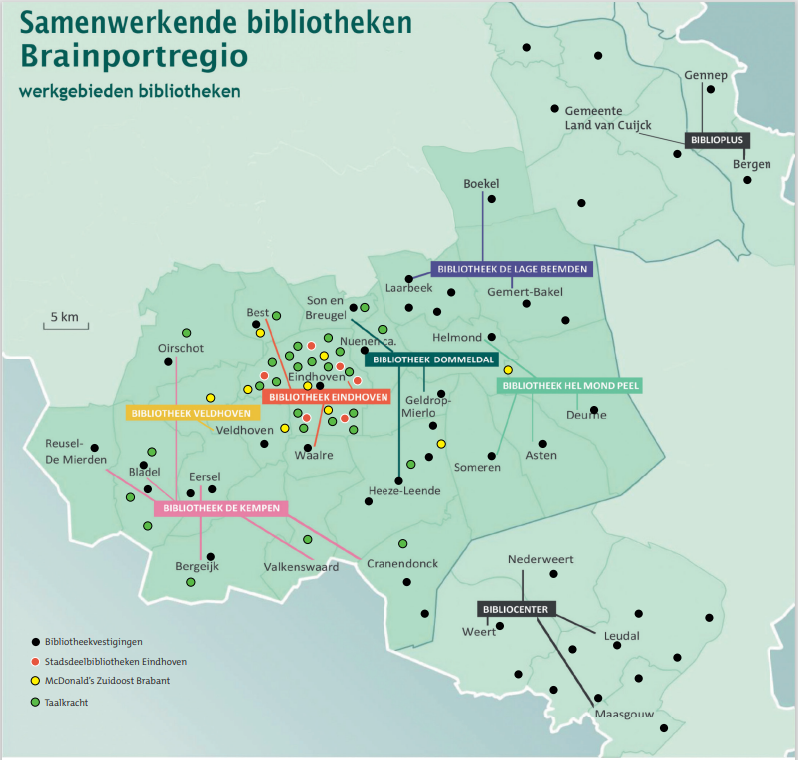 Samenwerkende bibliotheken
Brainportregio
werkgebieden bibliotheken
Gennep
Gemeente
Land van Cuijck
BIBLIOPLUS
Bergen
Boekel
BIBLIOTHEEK DE LAGE BEEMDEN
Laarbeek
Gemert-Bakel
5 km
Son en
Breugel
Best
Nuenen c.a.
Helmond
Oirschot
BIBLIOTHEEK DOMMELDAL
Eindhoven
BIBLIOTHEEK HELMOND PEEL
BIBLIOTHEEK EINDHOVEN
Geldrop-
Mierlo
BIBLIOTHEEK VELDHOVEN
Deurne
Veldhoven
Reusel-
De Mierden
Waalre
Asten
Someren
Bladel
Eersel
Heeze-Leende
BIBLIOTHEEK DE KEMPEN
Bergeijk
Valkenswaard
Cranendonck
Nederweert
BIBLIOCENTER
Weert
Leudal
Maasgouw
Bibliotheekvestigingen
Stadsdeelbibliotheken Eindhoven
McDonald's Zuidoost Brabant
Taalkracht